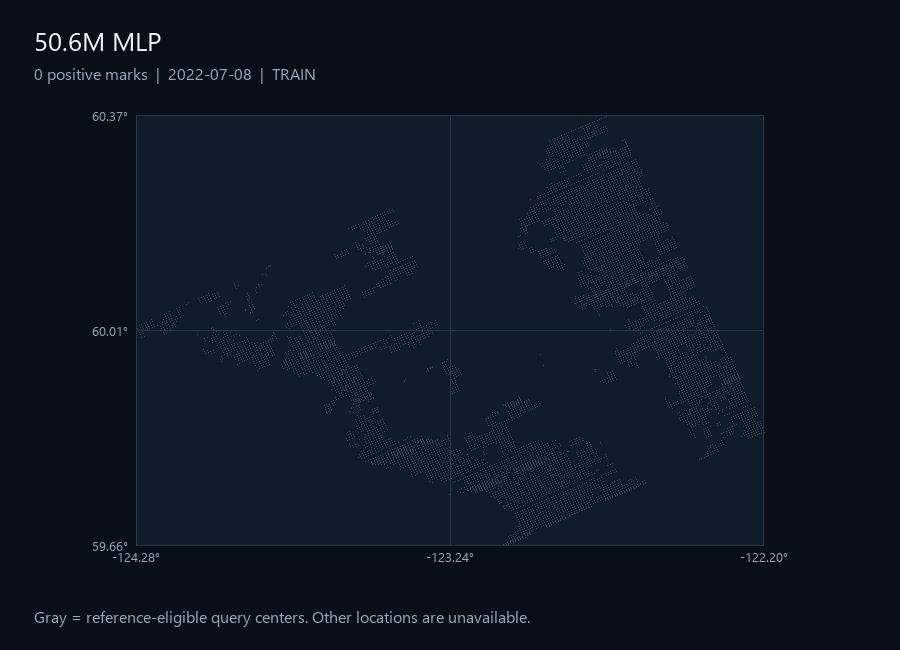 50.6M MLP
0 positive marks | 2022-07-08 | TRAIN
60.37°
60.01°
59.66°
-124.28°
-123.24°
-122.20°
Gray = reference-eligible query centers. Other locations are unavailable.